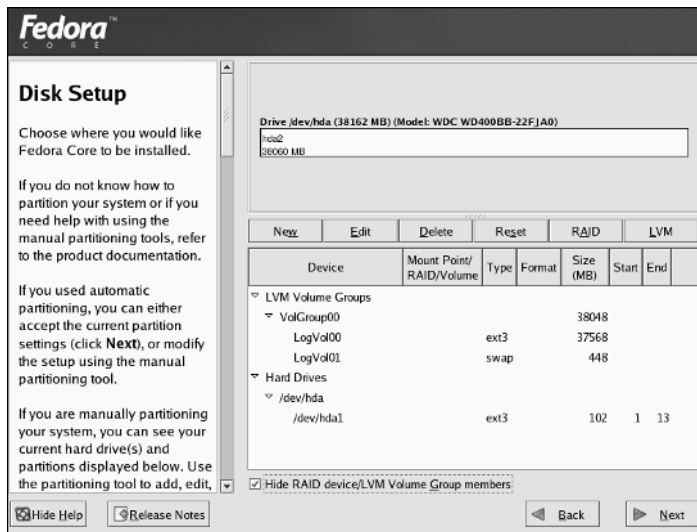 Fedora™
CORE
Disk Setup
Choose where you would like
Fedora Core to be installed.
If you do not know how to
partition your system or if you
need help with using the
manual partitioning tools, refer
to the product documentation.
If you used automatic
partitioning, you can either
accept the current partition
settings (click Next), or modify
the setup using the manual
partitioning tool.
If you are manually partitioning
your system, you can see your
current hard drive(s) and
partitions displayed below. Use
the partitioning tool to add, edit,
Drive /dev/hda (38162 MB) (Model: WDC WD400BB-22FJA0)
hda2
38060 MB
New Edit Delete Reset RAID LVM
Device Mount Point/ RAID/Volume Type Format Size (MB) Start End
LVM Volume Groups
VolGroup00 38048
LogVol00 ext3 37568
LogVol01 swap 448
Hard Drives
/dev/hda
/dev/hda1 ext3 102 1 13
Hide RAID device/LVM Volume Group members
Hide Help Release Notes Back Next